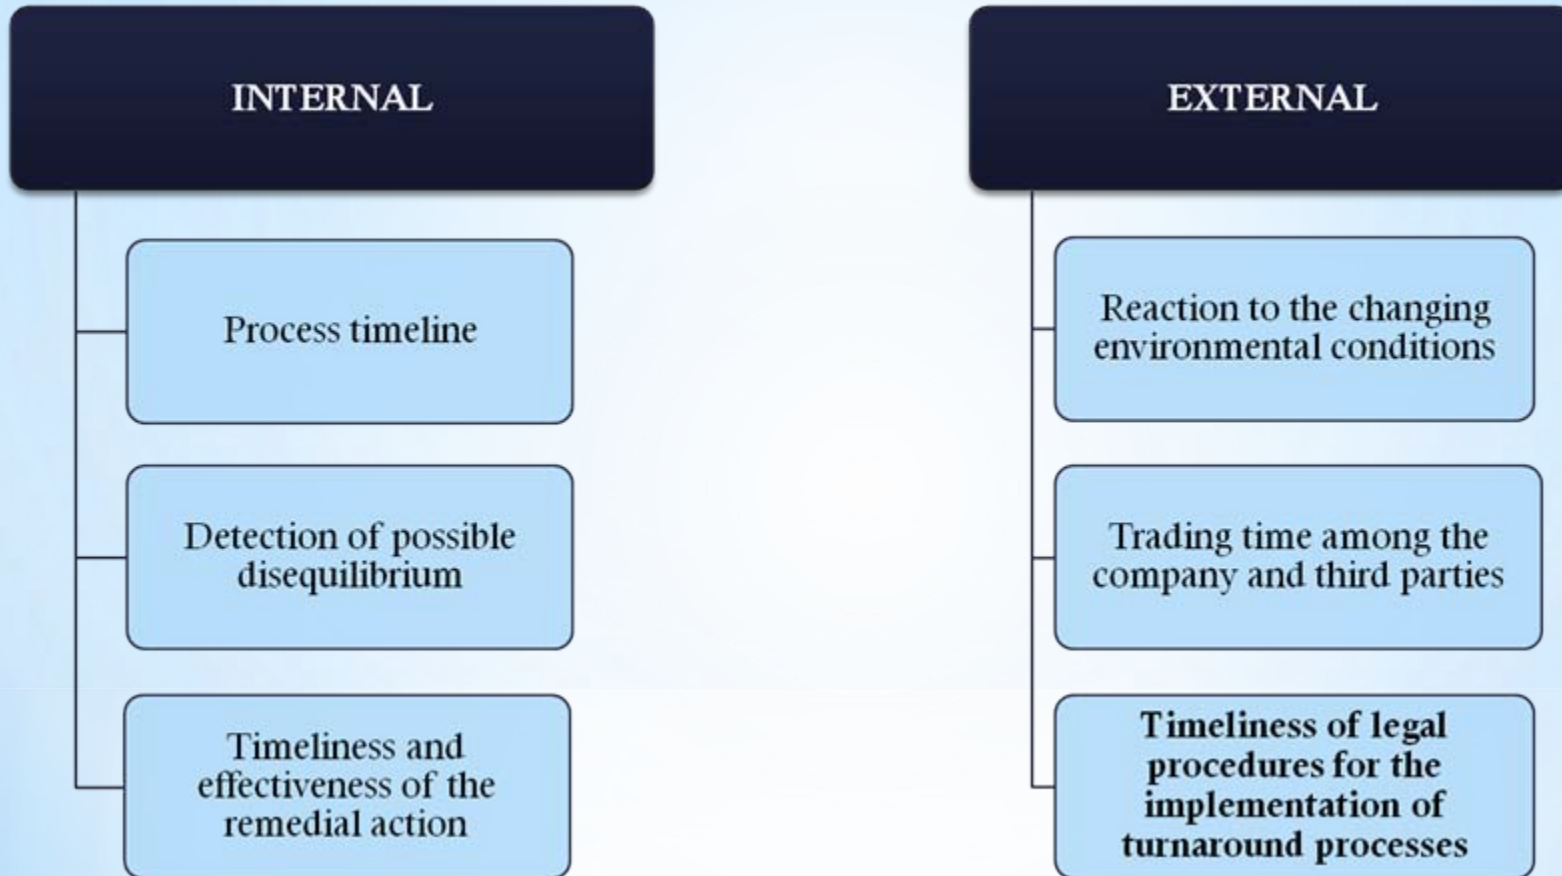 INTERNAL
Process timeline
Detection of possible
disequilibrium
Timeliness and
effectiveness of the
remedial action
EXTERNAL
Reaction to the changing
environmental conditions
Trading time among the
company and third parties
Timeliness of legal
procedures for the
implementation of
turnaround processes